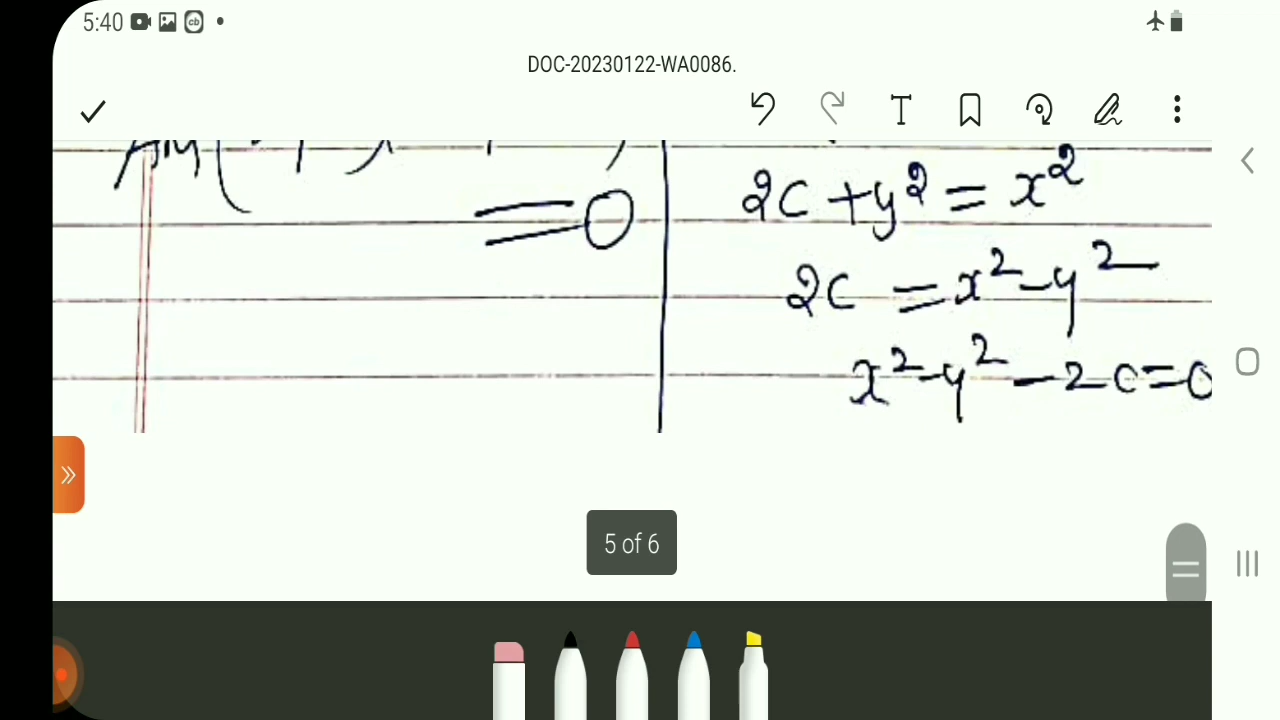 5:40
DOC-20230122-WA0086.
= 0
2c + y² = x²
2c = x² - y²
x² - y² - 2c = 0
5 of 6